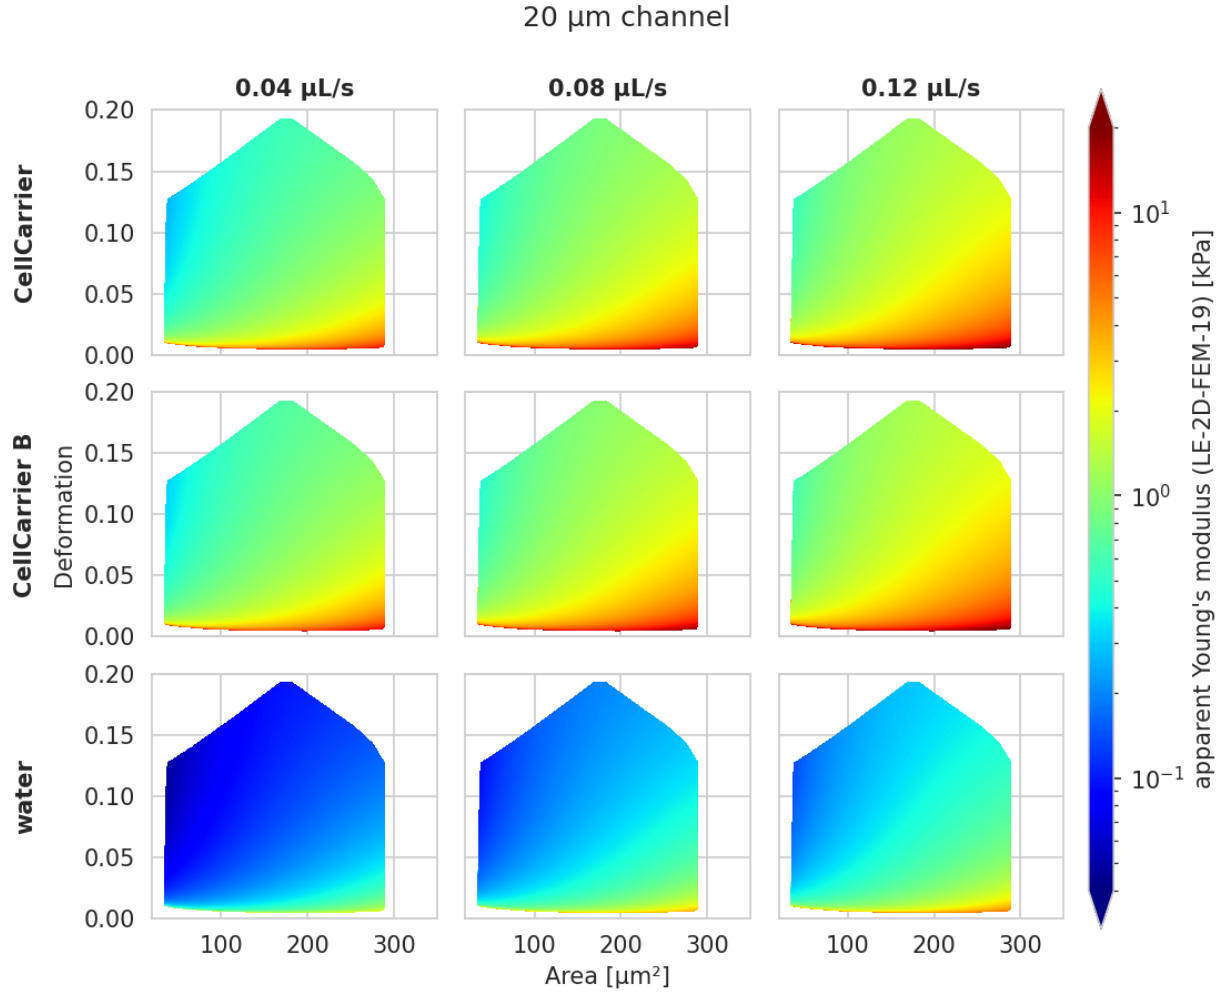 20 µm channel
0.04 µL/s
0.08 µL/s
0.12 µL/s
CellCarrier
0.20
0.15
0.10
0.05
0.00
CellCarrier B
Deformation
0.20
0.15
0.10
0.05
0.00
water
0.20
0.15
0.10
0.05
0.00
100 200 300
100 200 300
100 200 300
Area [µm²]
10¹
10⁰
10⁻¹
apparent Young's modulus (LE-2D-FEM-19) [kPa]